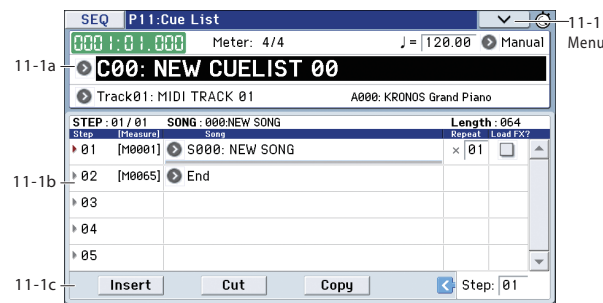 SEQ P11:Cue List
11-1
Menu
0001:01.000 Meter: 4/4 ♩= 120.00 Manual
11-1a
C00: NEW CUELIST 00
Track01: MIDI TRACK 01 A000: KRONOS Grand Piano
STEP: 01/01 SONG: 000:NEW SONG Length: 064
Step [Measure] Song Repeat Load FX?
01 [M0001] S000: NEW SONG × 01
11-1b
02 [M0065] End
03
04
05
11-1c
Insert Cut Copy Step: 01